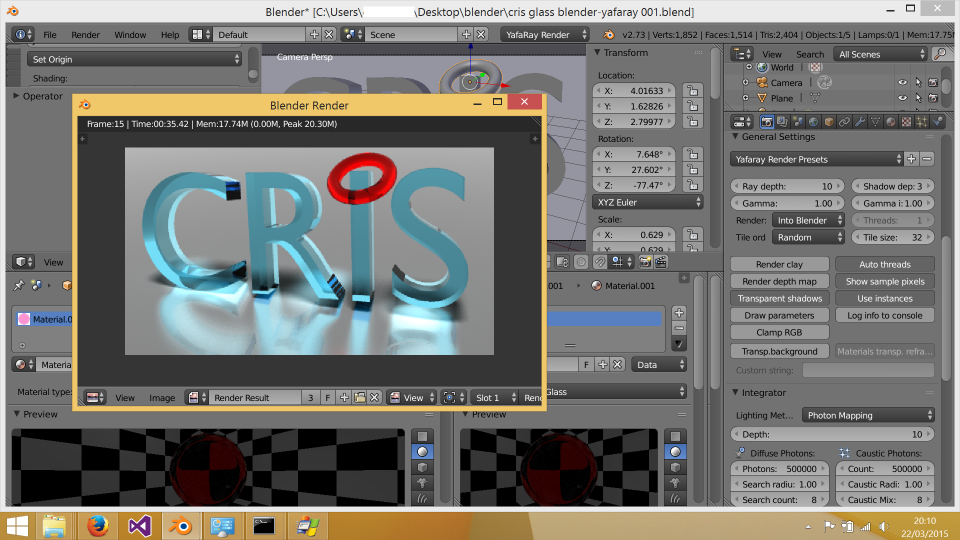 Blender* [C:\Users\ \Desktop\blender\cris glass blender-yafaray 001.blend]
File Render Window Help Default Scene YafaRay Render v2.73 | Verts:1,852 | Faces:1,514 | Tris:2,404 | Objects:1/5 | Lamps:0/1 | Mem:17.75M
Set Origin
Shading:
Operator
Camera Persp
Transform
Location:
X: 4.01633
Y: 1.62826
Z: 2.79977
Rotation:
X: 7.648°
Y: 27.602°
Z: -77.47°
XYZ Euler
Scale:
X: 0.629
Y: 0.629
View Search All Scenes
World
Camera
Plane
General Settings
Yafaray Render Presets
Ray depth: 10 Shadow dep: 3
Gamma: 1.00 Gamma i: 1.00
Render: Into Blender Threads: 1
Tile ord Random Tile size: 32
Render clay Auto threads
Render depth map Show sample pixels
Transparent shadows Use instances
Draw parameters Log info to console
Clamp RGB
Transp.background Materials transp. refra...
Custom string:
Integrator
Lighting Met... Photon Mapping
Depth: 10
Diffuse Photons: Caustic Photons:
Photons: 500000 Count: 500000
Search radiu: 1.00 Caustic Radi: 1.00
Search count: 8 Caustic Mix: 8
Blender Render
Frame:15 | Time:00:35.42 | Mem:17.74M (0.00M, Peak 20.30M)
CRIS
View Image Render Result 3 F View Slot 1 Ren
View
.001 Material.001
Material.0
Materia F Data
Material type: Glass
Preview Preview
20:10
22/03/2015